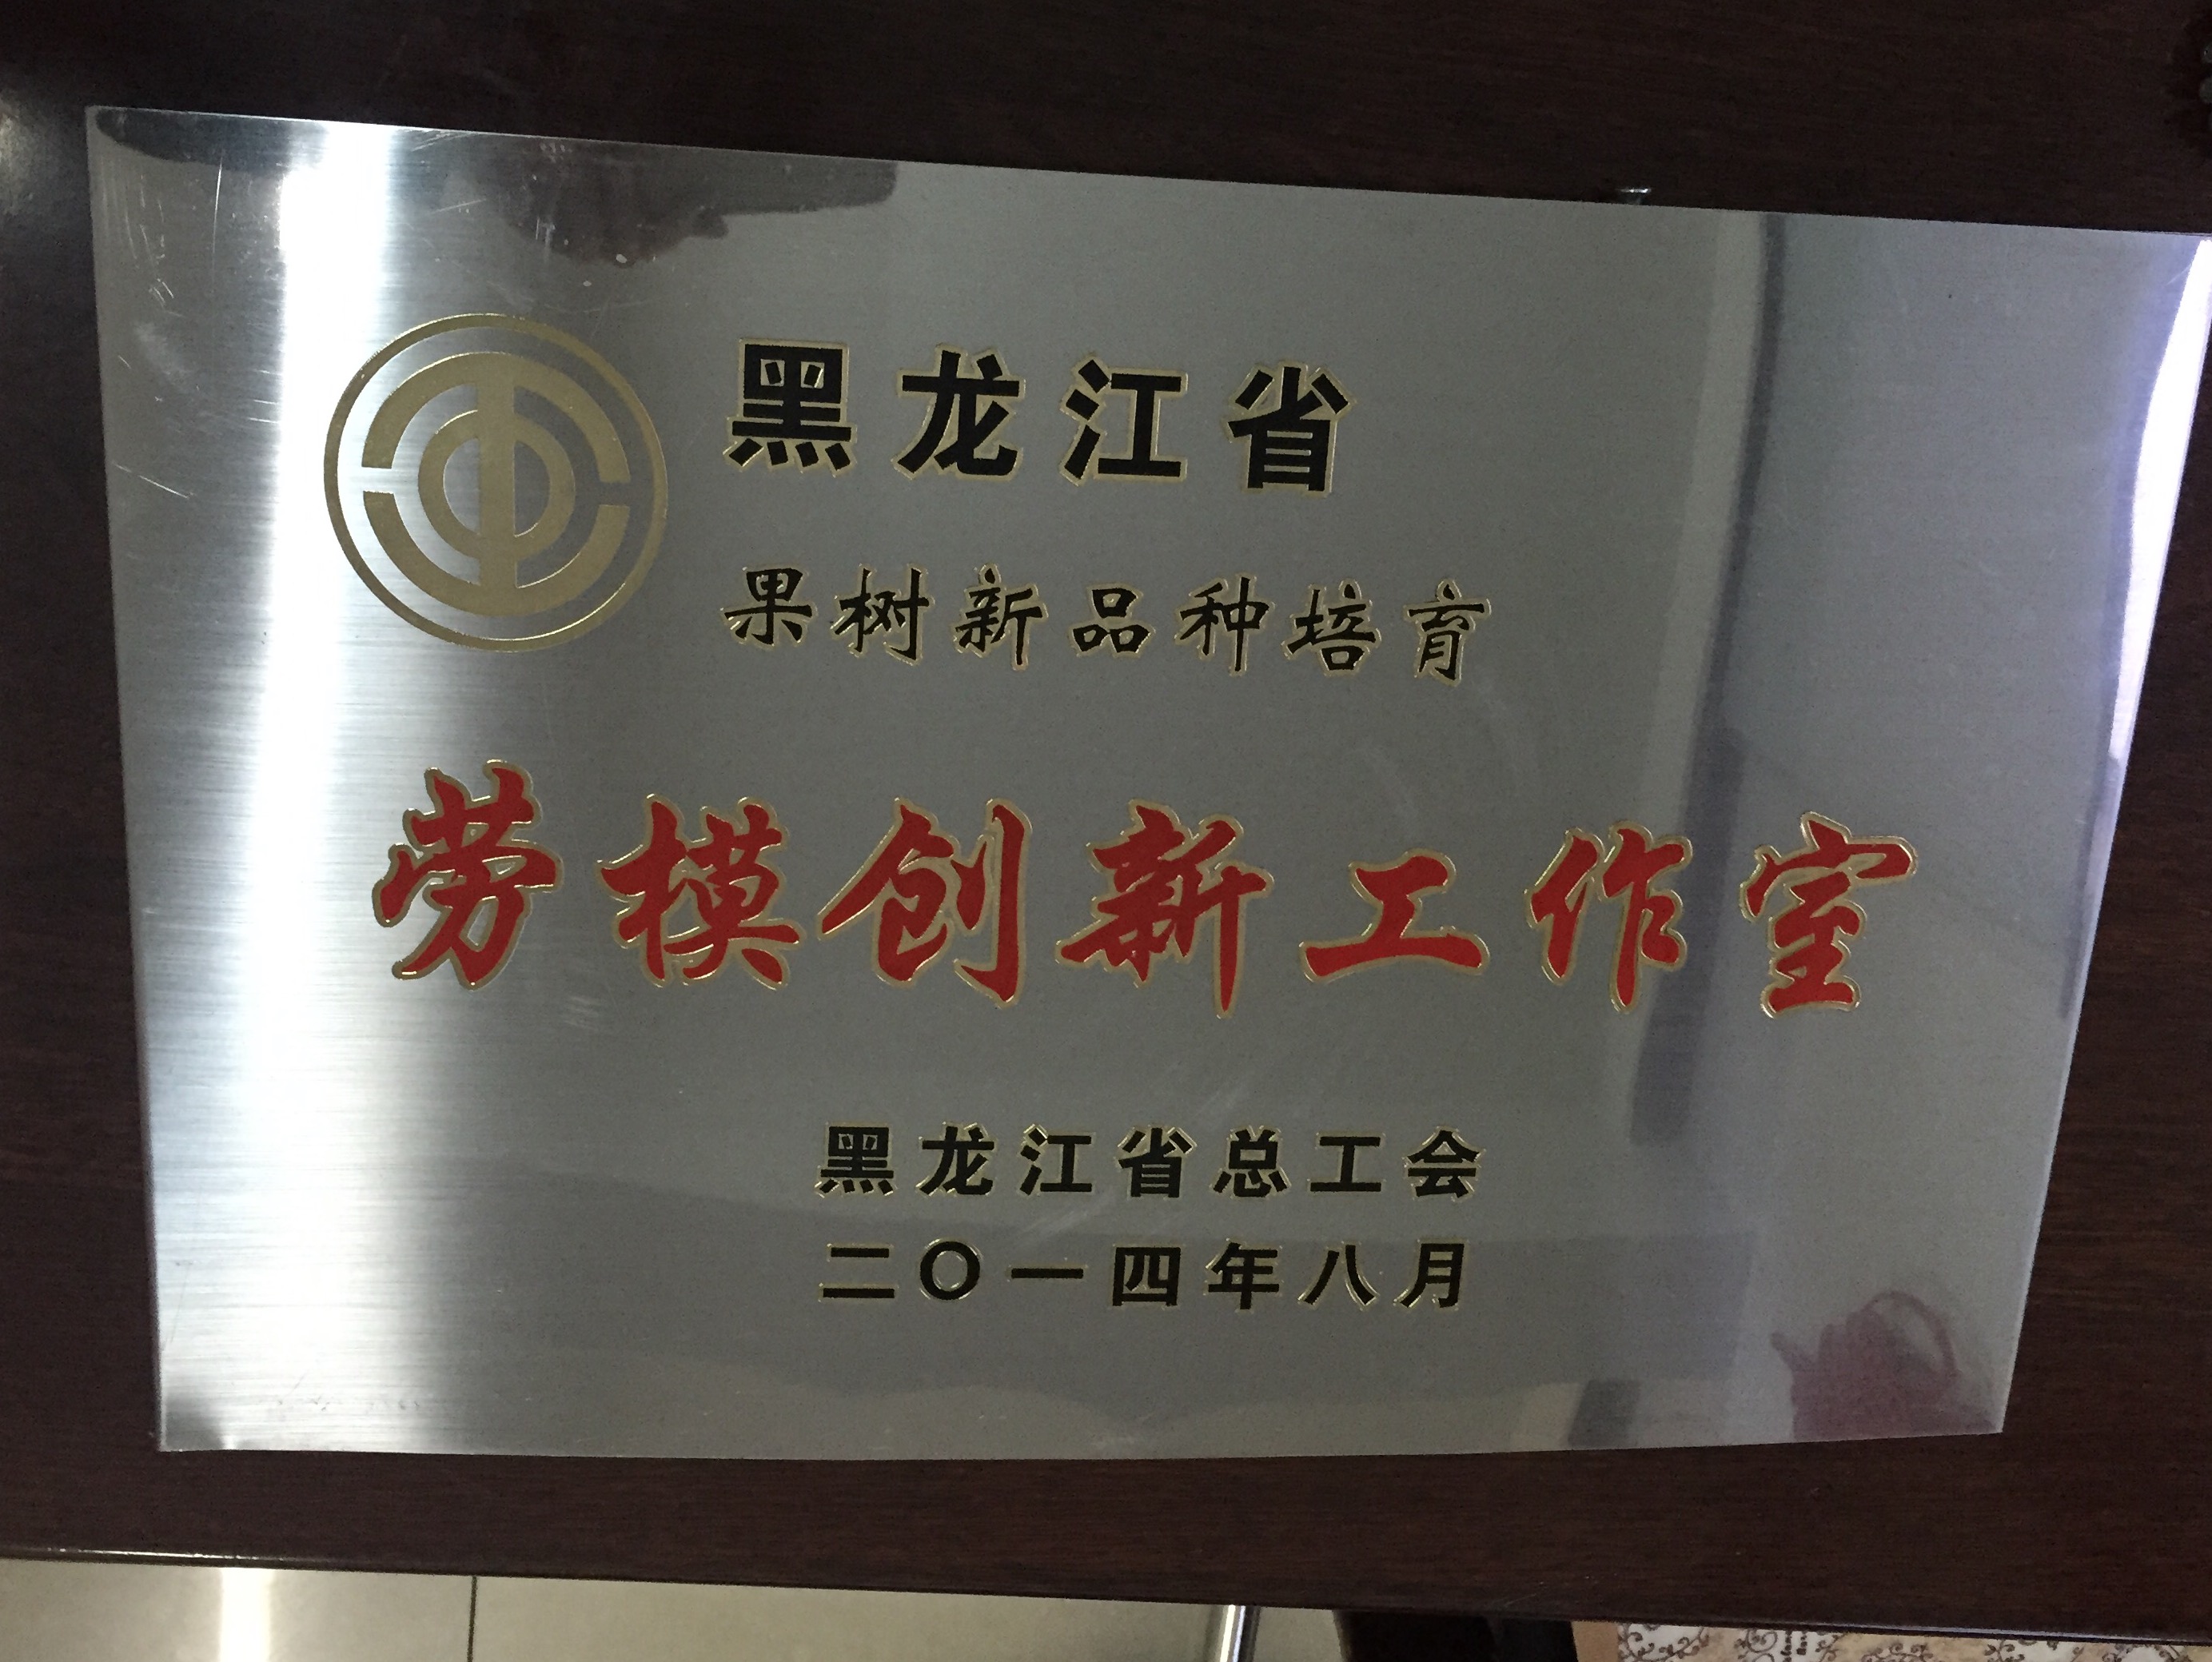 黑龙江省
果树新品种培育
劳模创新工作室
黑龙江省总工会
二〇一四年八月